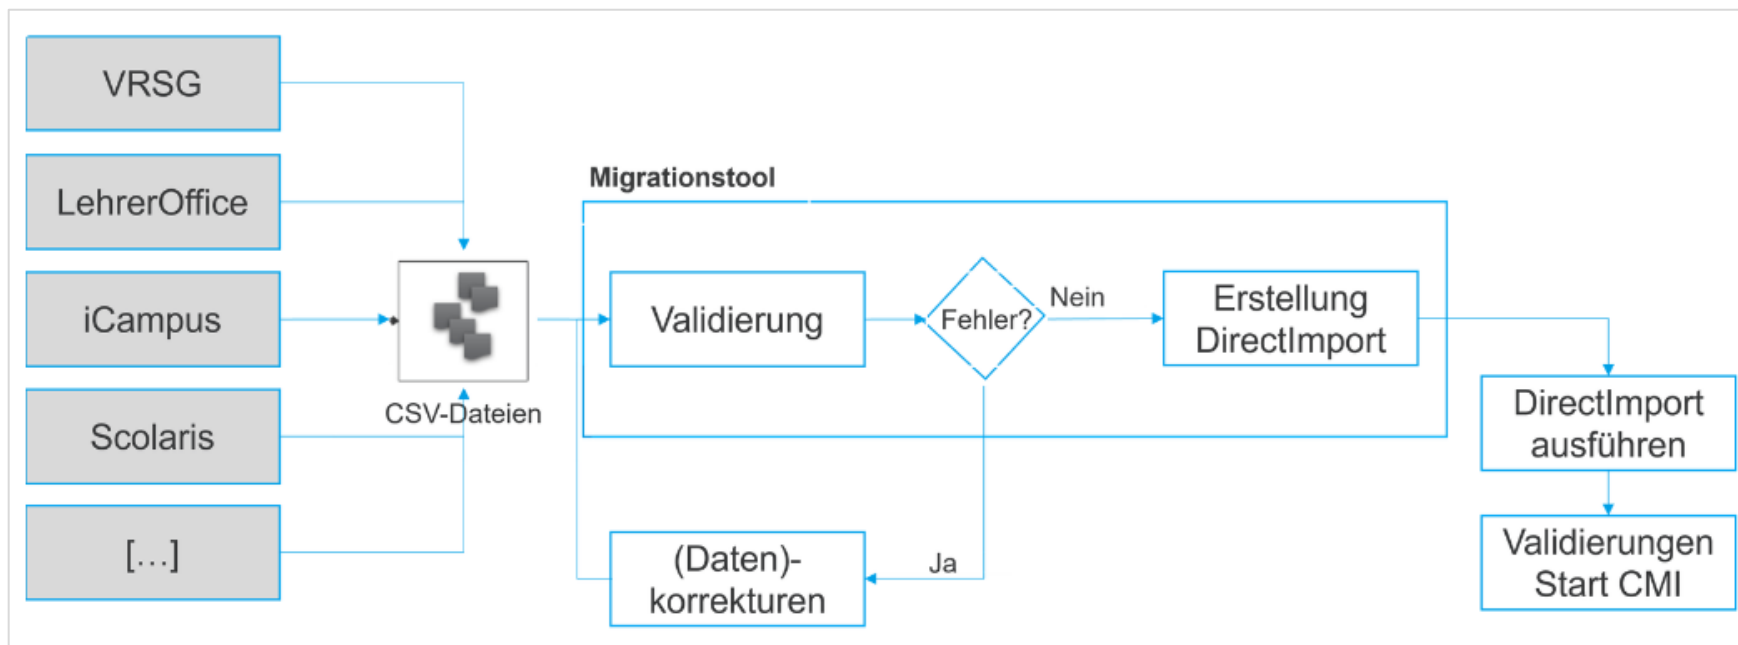 VRSG
LehrerOffice
iCampus
Scolaris
[...]
CSV-Dateien
Migrationstool
Validierung
Fehler?
Nein
Erstellung
DirectImport
Ja
(Daten)-
korrekturen
DirectImport
ausführen
Validierungen
Start CMI